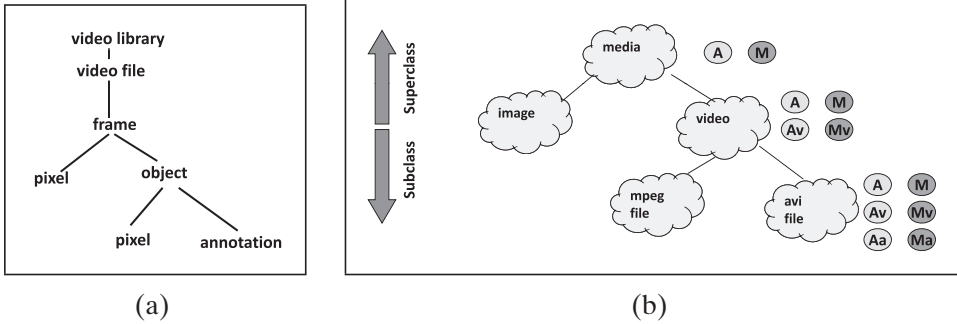 video library
video file
frame
pixel
object
pixel
annotation
(a)
Superclass
Subclass
media
A M
image
video
A M
Av Mv
mpeg
file
avi
file
A M
Av Mv
Aa Ma
(b)